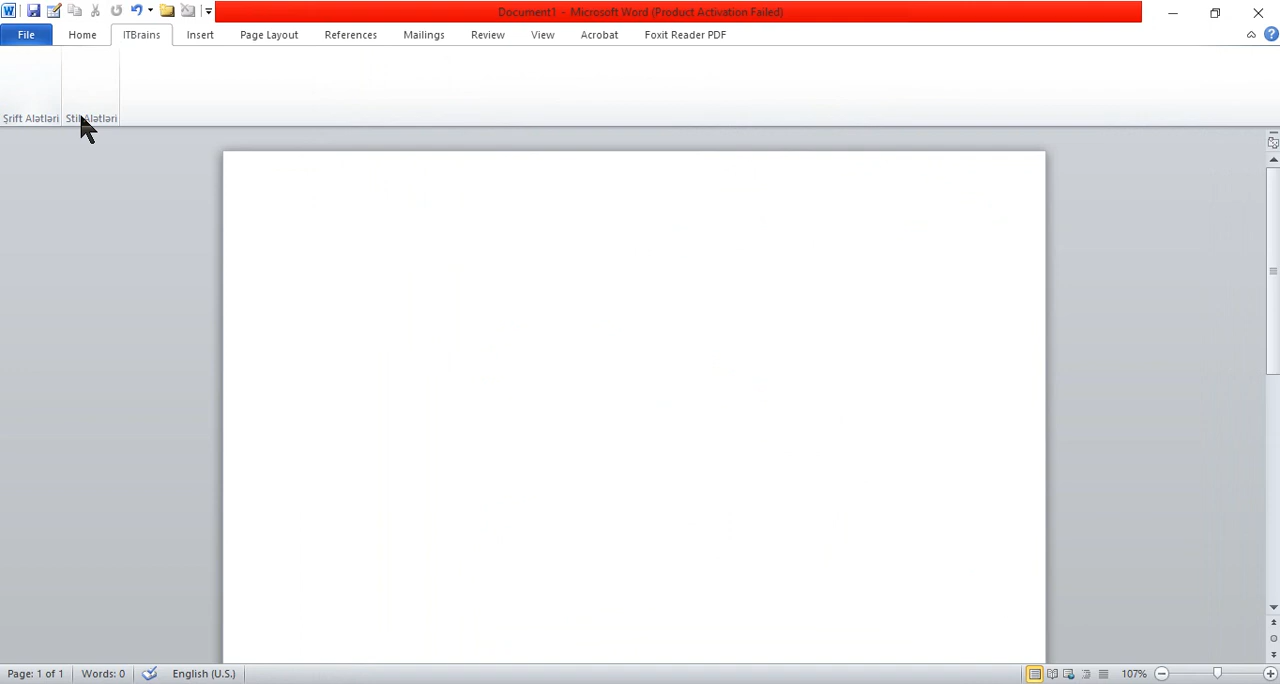 Document1 - Microsoft Word (Product Activation Failed)
File Home ITBrains Insert Page Layout References Mailings Review View Acrobat Foxit Reader PDF
Şrift Alətləri Stil Alətləri
Page: 1 of 1 Words: 0 English (U.S.) 107%